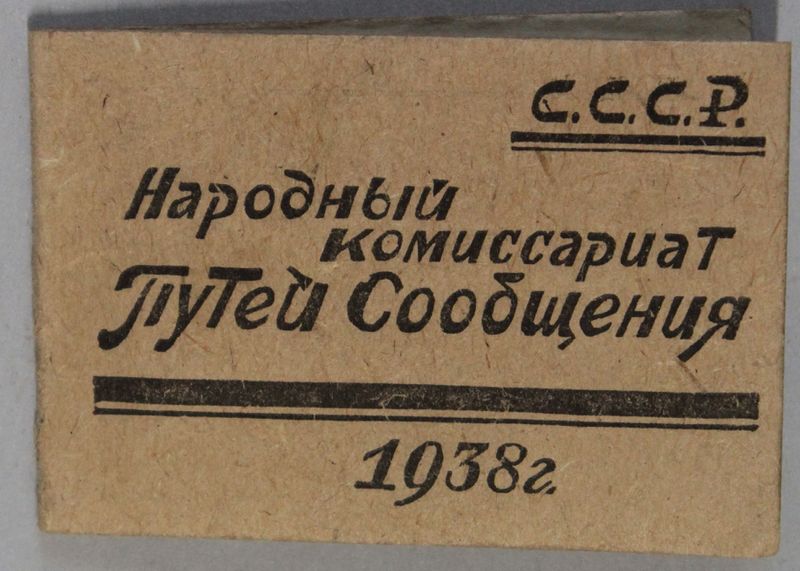 С.С.С.Р.
Народный
комиссариат
Путей Сообщения
1938г.